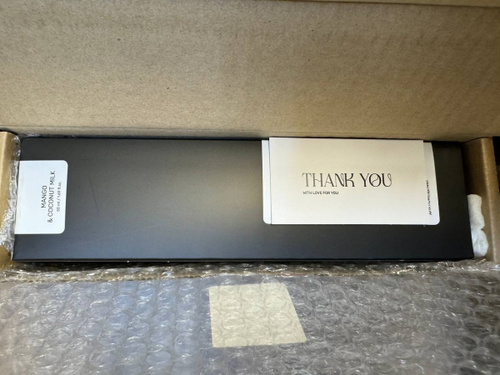 MANGO
& COCONUT MILK
THANK YOU
WITH LOVE FOR YOU